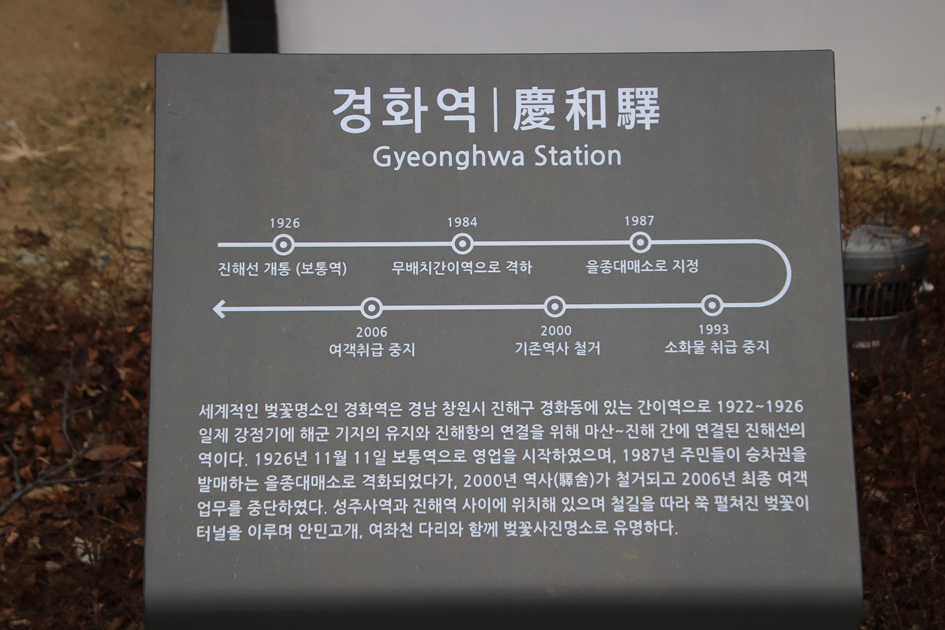 경화역 | 慶和驛
Gyeonghwa Station
1926 1984 1987
진해선 개통 (보통역) 무배치간이역으로 격하 을종대매소로 지정
2006 2000 1993
여객취급 중지 기존역사 철거 소화물 취급 중지
세계적인 벚꽃명소인 경화역은 경남 창원시 진해구 경화동에 있는 간이역으로 1922~1926
일제 강점기에 해군 기지의 유지와 진해항의 연결을 위해 마산~진해 간에 연결된 진해선의
역이다. 1926년 11월 11일 보통역으로 영업을 시작하였으며, 1987년 주민들이 승차권을
발매하는 을종대매소로 격화되었다가, 2000년 역사(驛舍)가 철거되고 2006년 최종 여객
업무를 중단하였다. 성주사역과 진해역 사이에 위치해 있으며 철길을 따라 쭉 펼쳐진 벚꽃이
터널을 이루며 안민고개, 여좌천 다리와 함께 벚꽃사진명소로 유명하다.